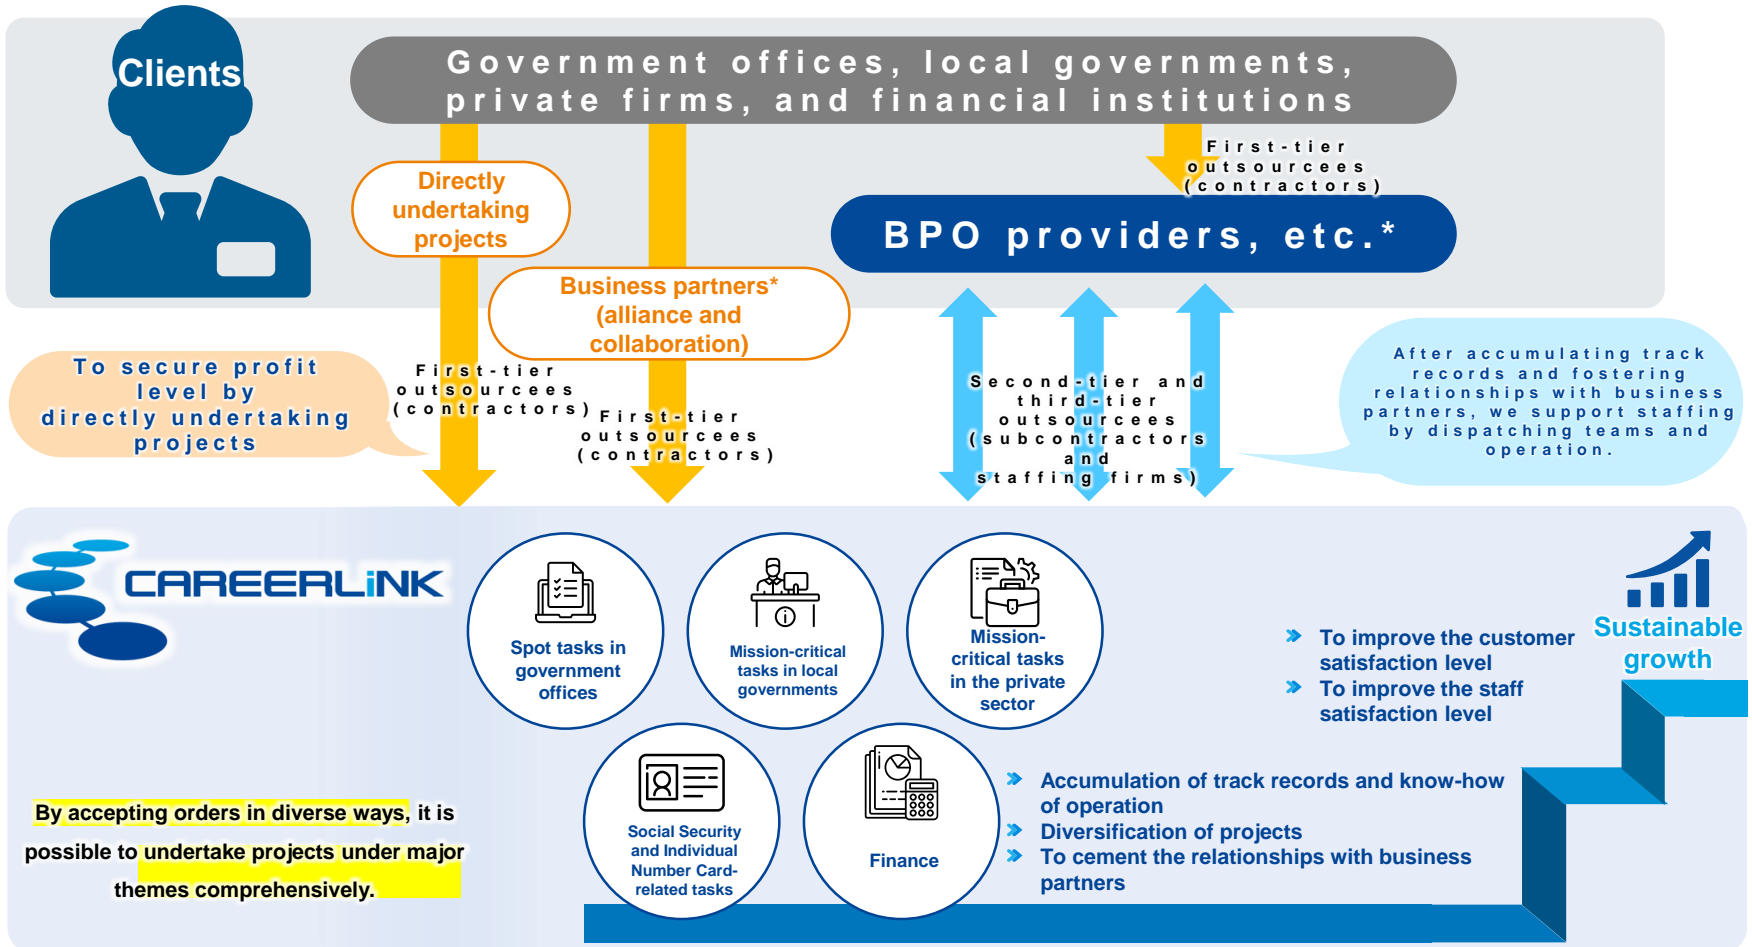 Clients
Government offices, local governments,
private firms, and financial institutions
First-tier
outsourcees
(contractors)
Directly
undertaking
projects
BPO providers, etc.*
Business partners*
(alliance and
collaboration)
To secure profit
level by
directly undertaking
projects
First-tier
outsourcees
(contractors)
First-tier
outsourcees
(contractors)
Second-tier and
third-tier
outsourcees
(subcontractors
and
staffing firms)
After accumulating track
records and fostering
relationships with business
partners, we support staffing
by dispatching teams and
operation.
CAREERLiNK
Spot tasks in
government
offices
Mission-critical
tasks in local
governments
Mission-
critical tasks
in the private
sector
To improve the customer
satisfaction level
To improve the staff
satisfaction level
Sustainable
growth
By accepting orders in diverse ways, it is
possible to undertake projects under major
themes comprehensively.
Social Security
and Individual
Number Card-
related tasks
Finance
Accumulation of track records and know-how
of operation
Diversification of projects
To cement the relationships with business
partners